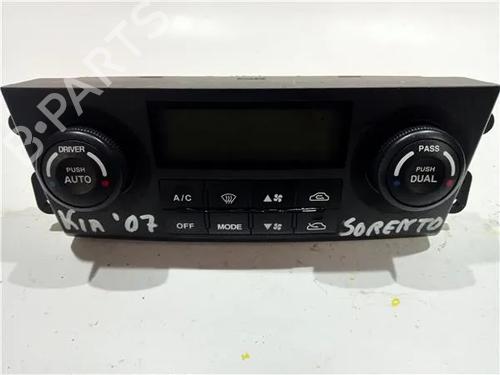 B-PARTS
DRIVER
PUSH
AUTO
PASS
PUSH
DUAL
A/C
OFF
MODE
KIA '07
SORENTO